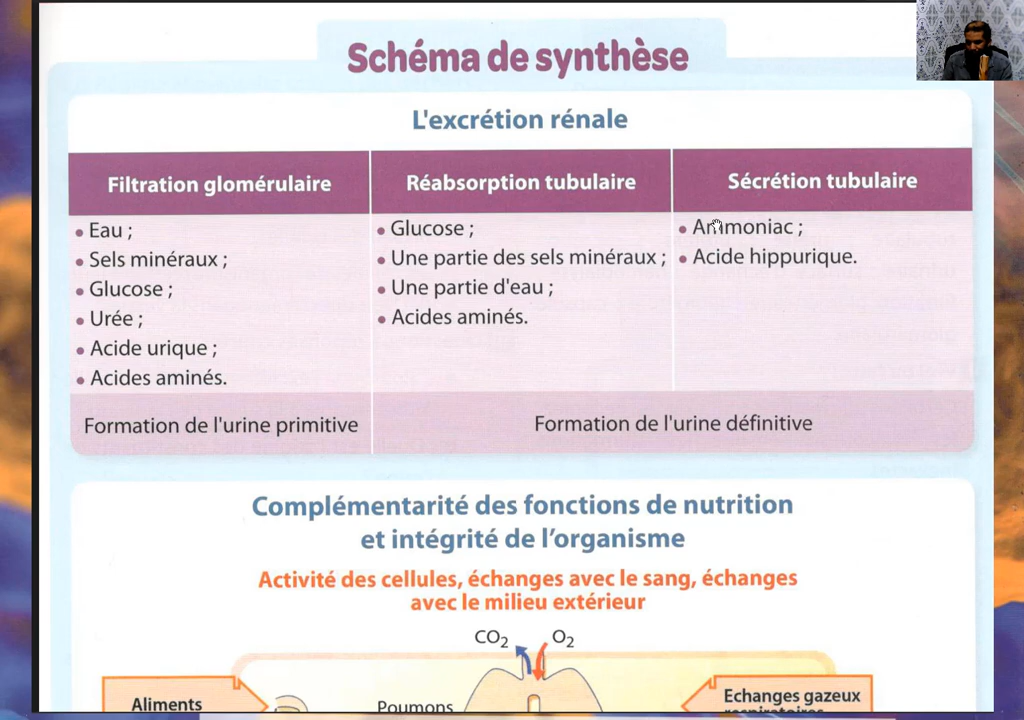 Schéma de synthèse
L'excrétion rénale
Filtration glomérulaire
Réabsorption tubulaire
Sécrétion tubulaire
• Eau ;
• Sels minéraux ;
• Glucose ;
• Urée ;
• Acide urique ;
• Acides aminés.
• Glucose ;
• Une partie des sels minéraux ;
• Une partie d'eau ;
• Acides aminés.
• Ammoniac ;
• Acide hippurique.
Formation de l'urine primitive
Formation de l'urine définitive
Complémentarité des fonctions de nutrition
et intégrité de l'organisme
Activité des cellules, échanges avec le sang, échanges
avec le milieu extérieur
CO₂
O₂
Aliments
Poumons
Echanges gazeux
respiratoires